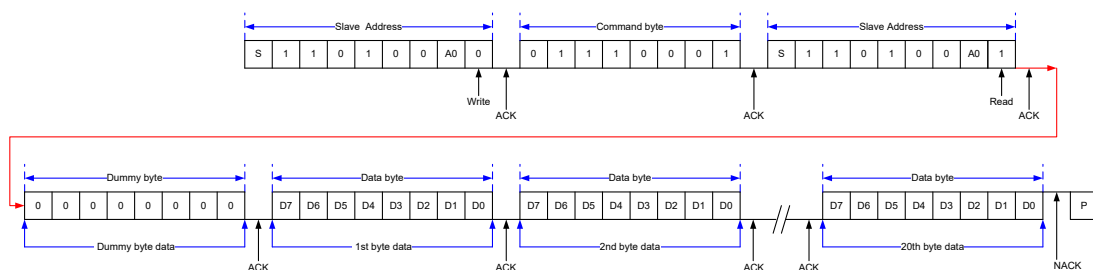 Slave Address Command byte Slave Address
S 1 1 0 1 0 0 A0 0 0 1 1 1 0 0 0 1 S 1 1 0 1 0 0 A0 1
Write ACK ACK Read ACK
Dummy byte Data byte Data byte Data byte
0 0 0 0 0 0 0 0 D7 D6 D5 D4 D3 D2 D1 D0 D7 D6 D5 D4 D3 D2 D1 D0 D7 D6 D5 D4 D3 D2 D1 D0 P
Dummy byte data 1st byte data 2nd byte data 20th byte data
ACK ACK ACK ACK NACK